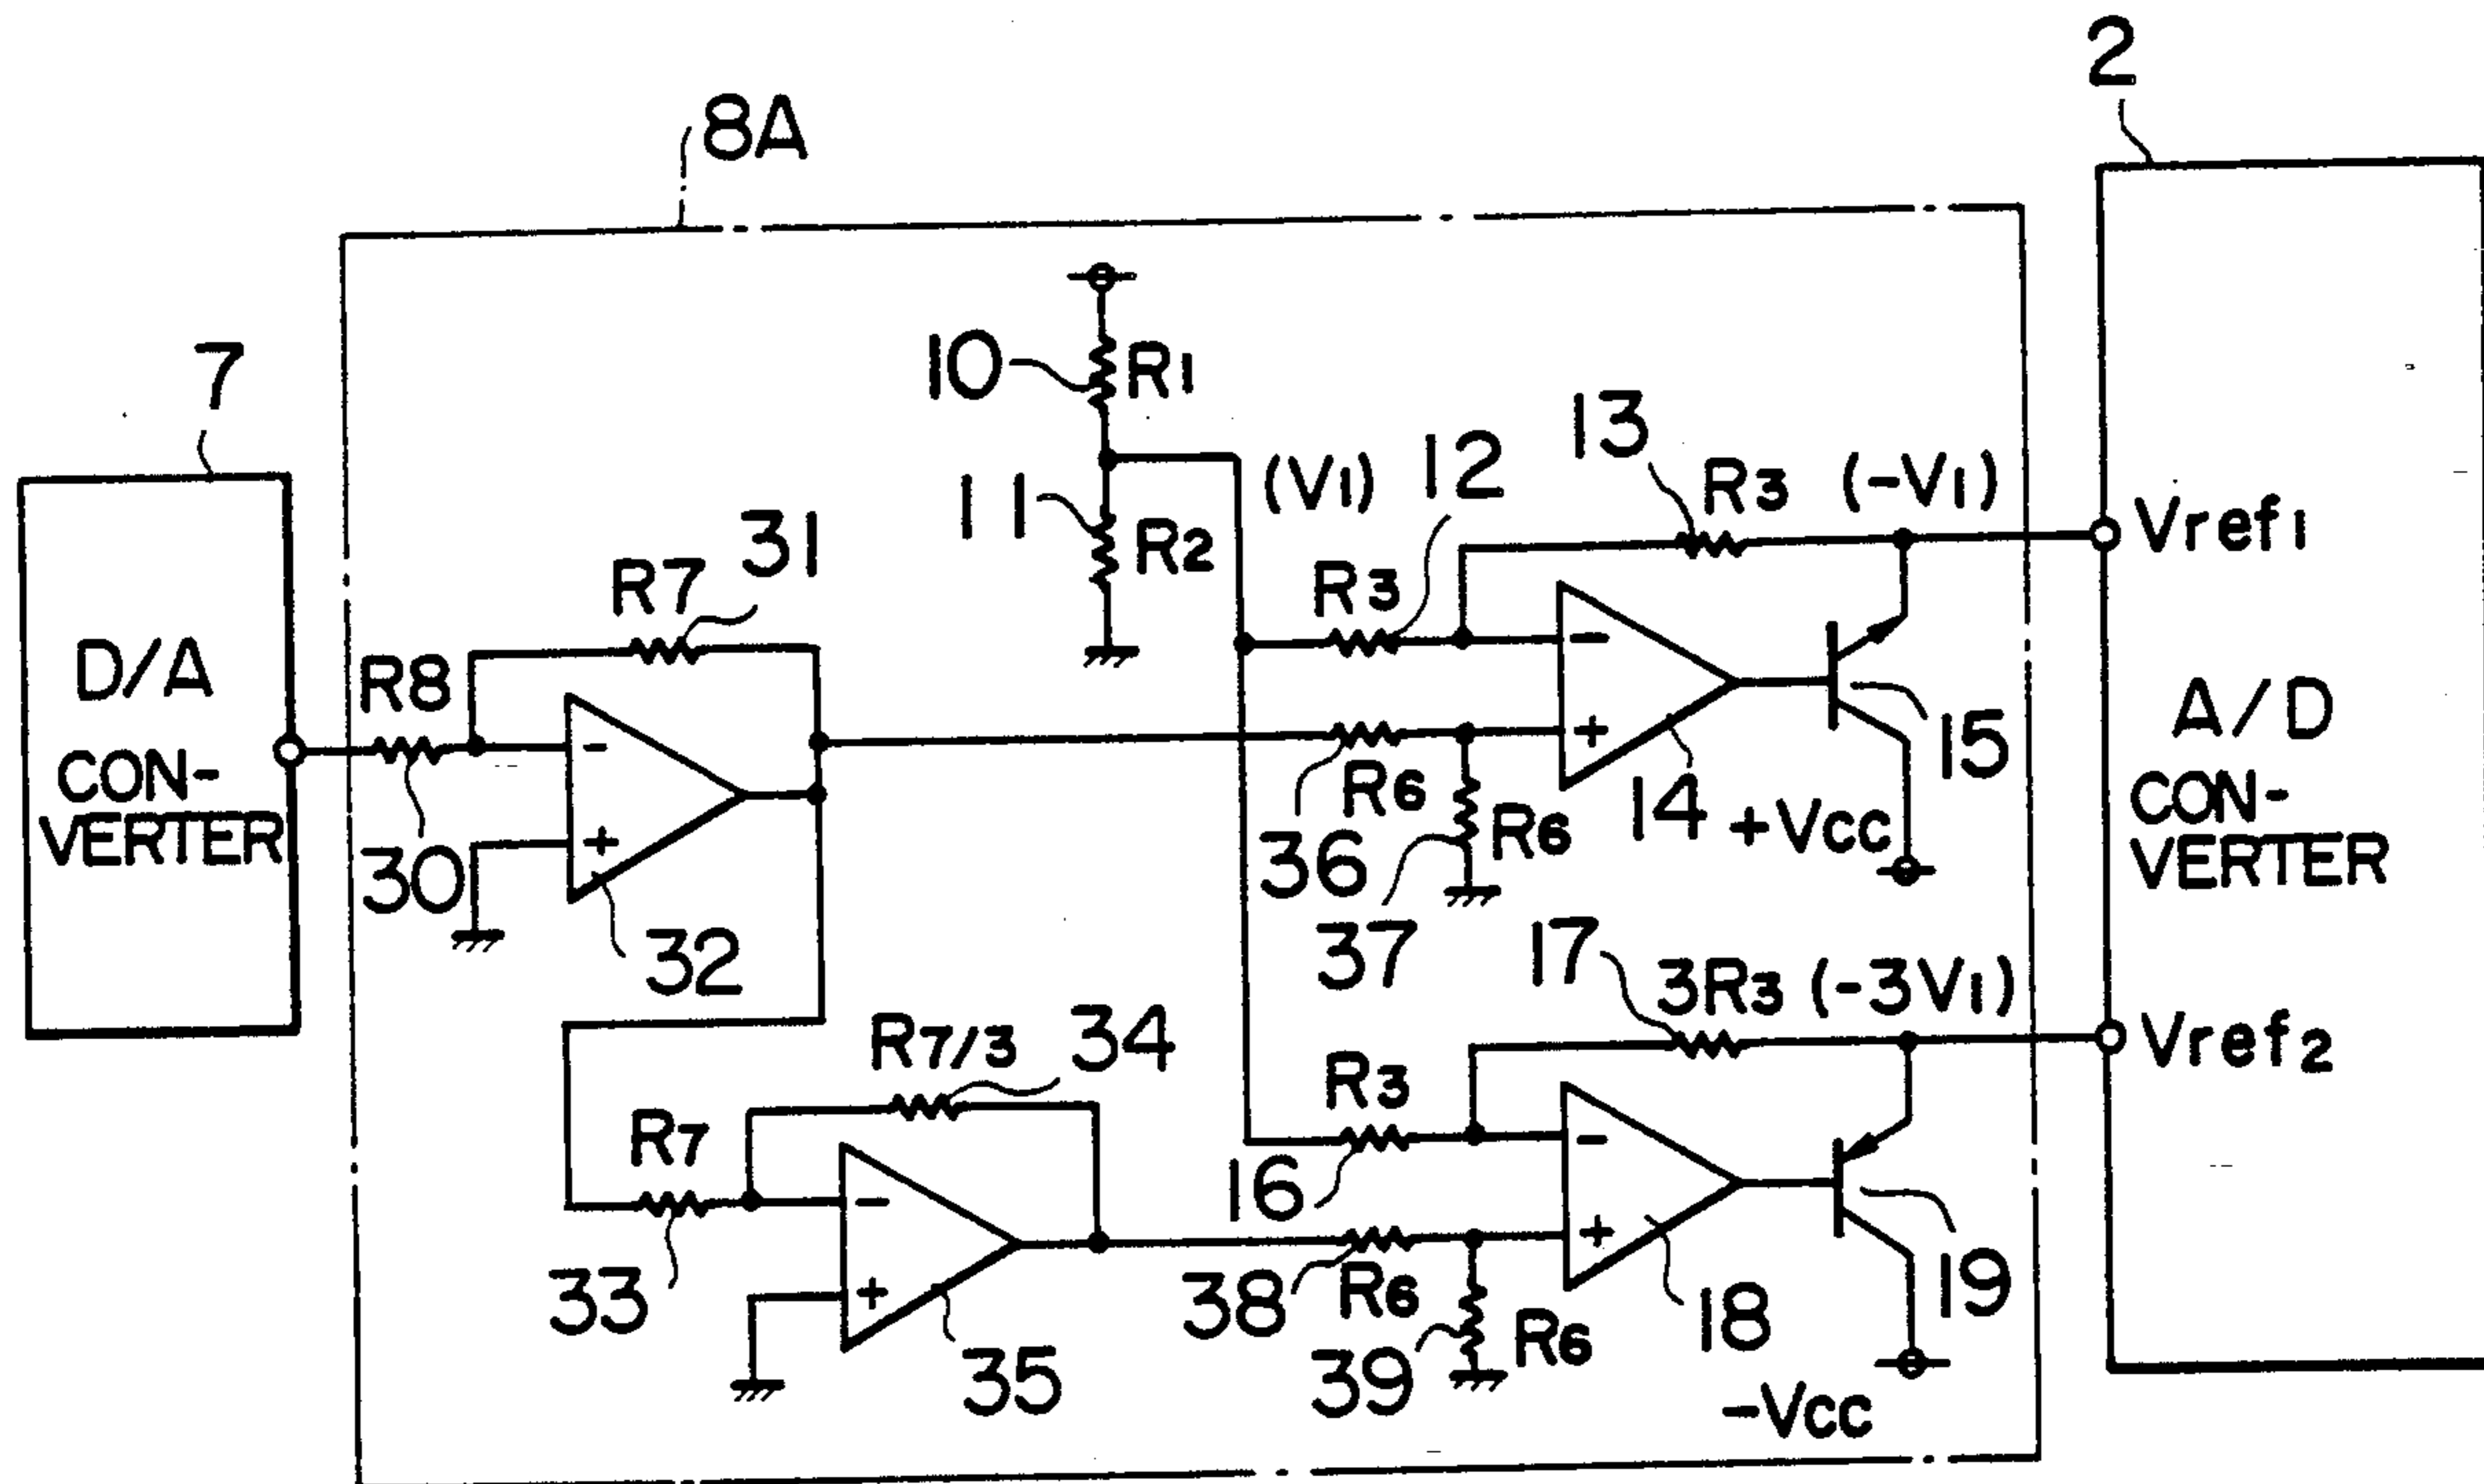 2
8A
7
10
R1
13
(V1)
12
R3
(-V1)
11
R2
Vref1
31
R7
R3
D/A
CON-
VERTER
R8
-
-
A/D
CON-
VERTER
15
+
R6
14
+Vcc
30
+
36
R6
37
32
17
3R3
(-3V1)
R7/3
34
Vref2
R3
R7
-
-
16
+
33
+
38
R6
18
19
35
39
R6
-Vcc